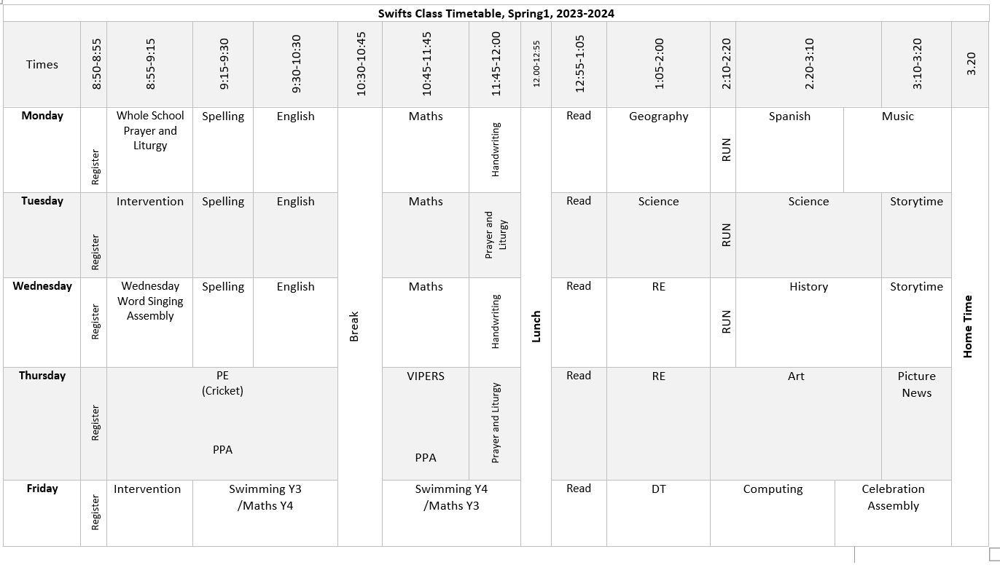 Swifts Class Timetable, Spring1, 2023-2024
Times
8:50-8:55
8:55-9:15
9:15-9:30
9:30-10:30
10:30-10:45
10:45-11:45
11:45-12:00
12.00-12:55
12:55-1:05
1:05-2:00
2:10-2:20
2.20-3:10
3:10-3:20
3.20
Monday
Register
Whole School
Prayer and
Liturgy
Spelling
English
Maths
Handwriting
Read
Geography
RUN
Spanish
Music
Tuesday
Register
Intervention
Spelling
English
Maths
Prayer and
Liturgy
Read
Science
RUN
Science
Storytime
Wednesday
Register
Wednesday
Word Singing
Assembly
Spelling
English
Break
Maths
Handwriting
Lunch
Read
RE
RUN
History
Storytime
Home Time
Thursday
Register
PE
(Cricket)
PPA
VIPERS
PPA
Prayer and Liturgy
Read
RE
Art
Picture
News
Friday
Register
Intervention
Swimming Y3
/Maths Y4
Swimming Y4
/Maths Y3
Read
DT
Computing
Celebration
Assembly